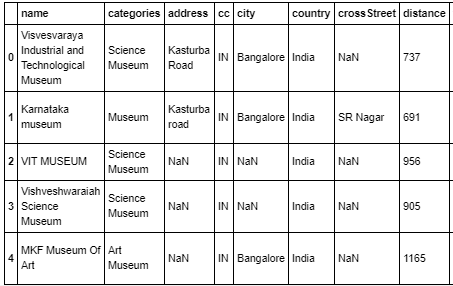 name categories address cc city country crossStreet distance
0 Visvesvaraya Industrial and Technological Museum Science Museum Kasturba Road IN Bangalore India NaN 737
1 Karnataka museum Museum Kasturba road IN Bangalore India SR Nagar 691
2 VIT MUSEUM Science Museum NaN IN NaN India NaN 956
3 Vishveshwaraiah Science Museum Science Museum NaN IN NaN India NaN 905
4 MKF Museum Of Art Art Museum NaN IN Bangalore India NaN 1165